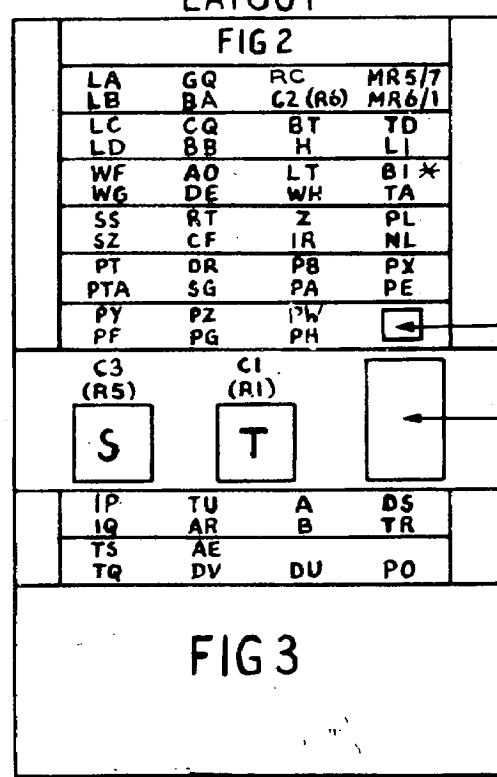 LAYOUT
FIG 2
LA GQ RC MR5/7
LB BA C2 (R6) MR6/1
LC CQ BT TD
LD BB H LI
WF AO LT BI *
WG DE WH TA
SS RT Z PL
SZ CF IR NL
PT DR PB PX
PTA SG PA PE
PY PZ PW
PF PG PH
C3 C1
(R5) (R1)
S T
IP TU A DS
IQ AR B TR
TS AE
TQ DV DU PO
FIG 3